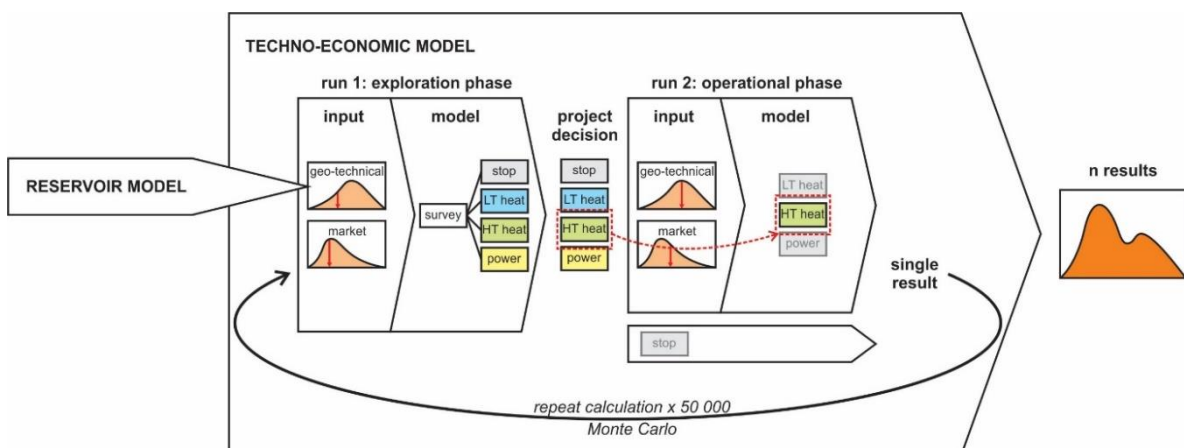 TECHNO-ECONOMIC MODEL
run 1: exploration phase
input
model
geo-technical
market
survey
stop
LT heat
HT heat
power
project
decision
stop
LT heat
HT heat
power
run 2: operational phase
input
model
geo-technical
market
LT heat
HT heat
power
stop
RESERVOIR MODEL
single
result
n results
repeat calculation x 50 000
Monte Carlo